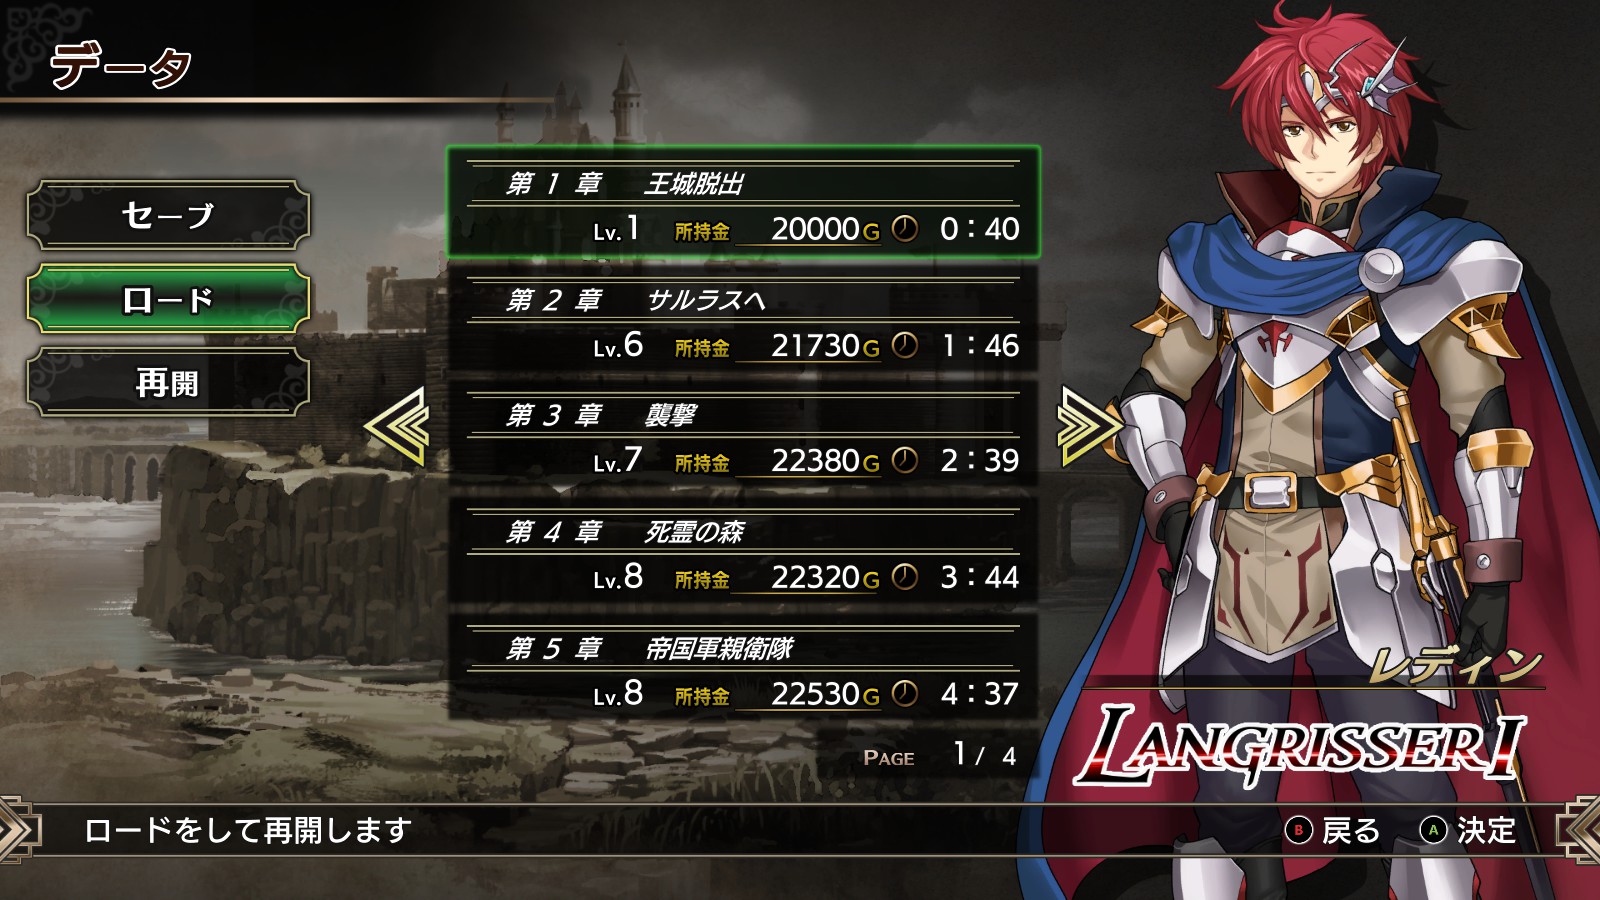 データ
セーブ
ロード
再開
第 1 章 王城脱出
Lv.1 所持金 20000G 0:40
第 2 章 サルラスへ
Lv.6 所持金 21730G 1:46
第 3 章 襲撃
Lv.7 所持金 22380G 2:39
第 4 章 死霊の森
Lv.8 所持金 22320G 3:44
第 5 章 帝国軍親衛隊
Lv.8 所持金 22530G 4:37
PAGE 1/ 4
レディン
LANGRISSER I
ロードをして再開します
B 戻る A 決定